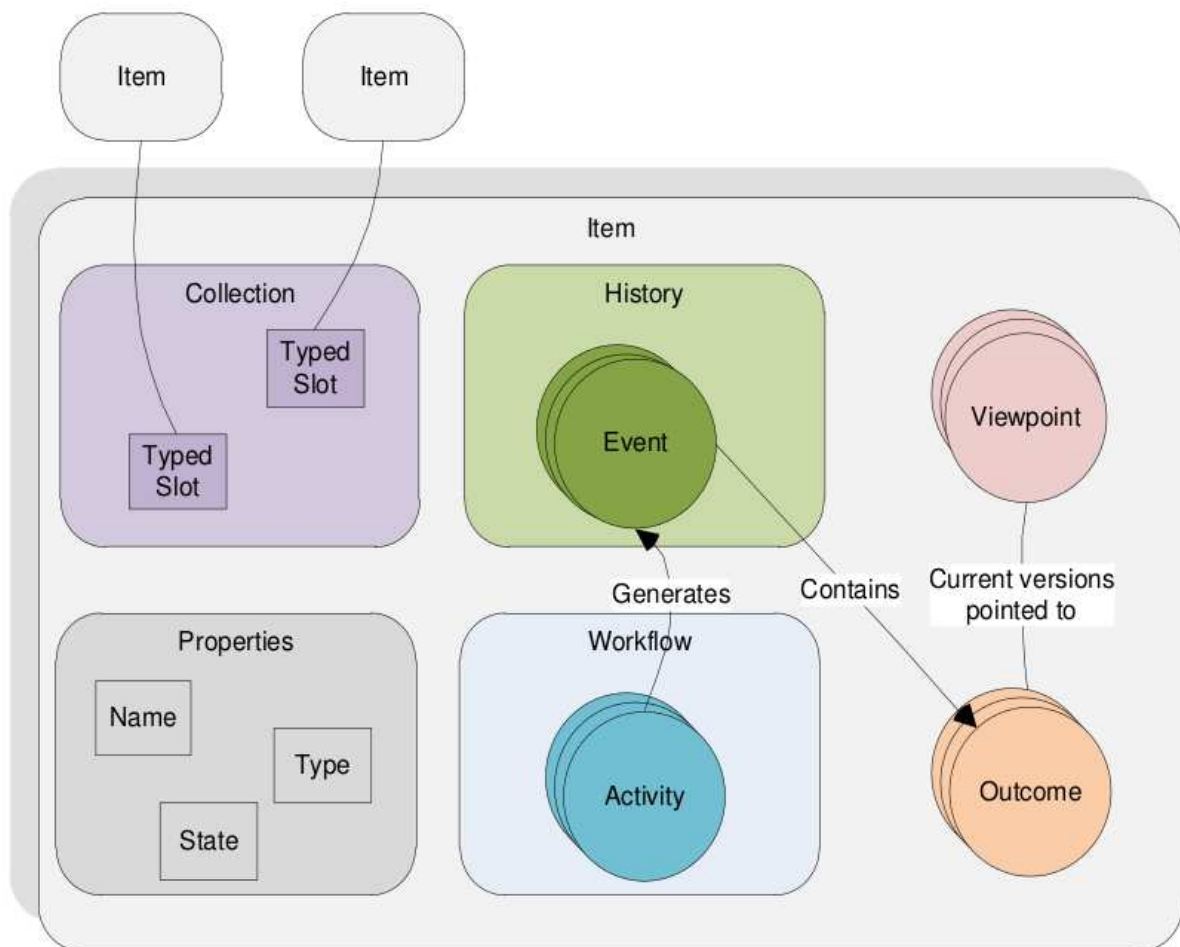 Item
Item
Item
Collection
Typed
Slot
Typed
Slot
History
Event
Viewpoint
Generates
Contains
Current versions
pointed to
Properties
Name
Type
State
Workflow
Activity
Outcome